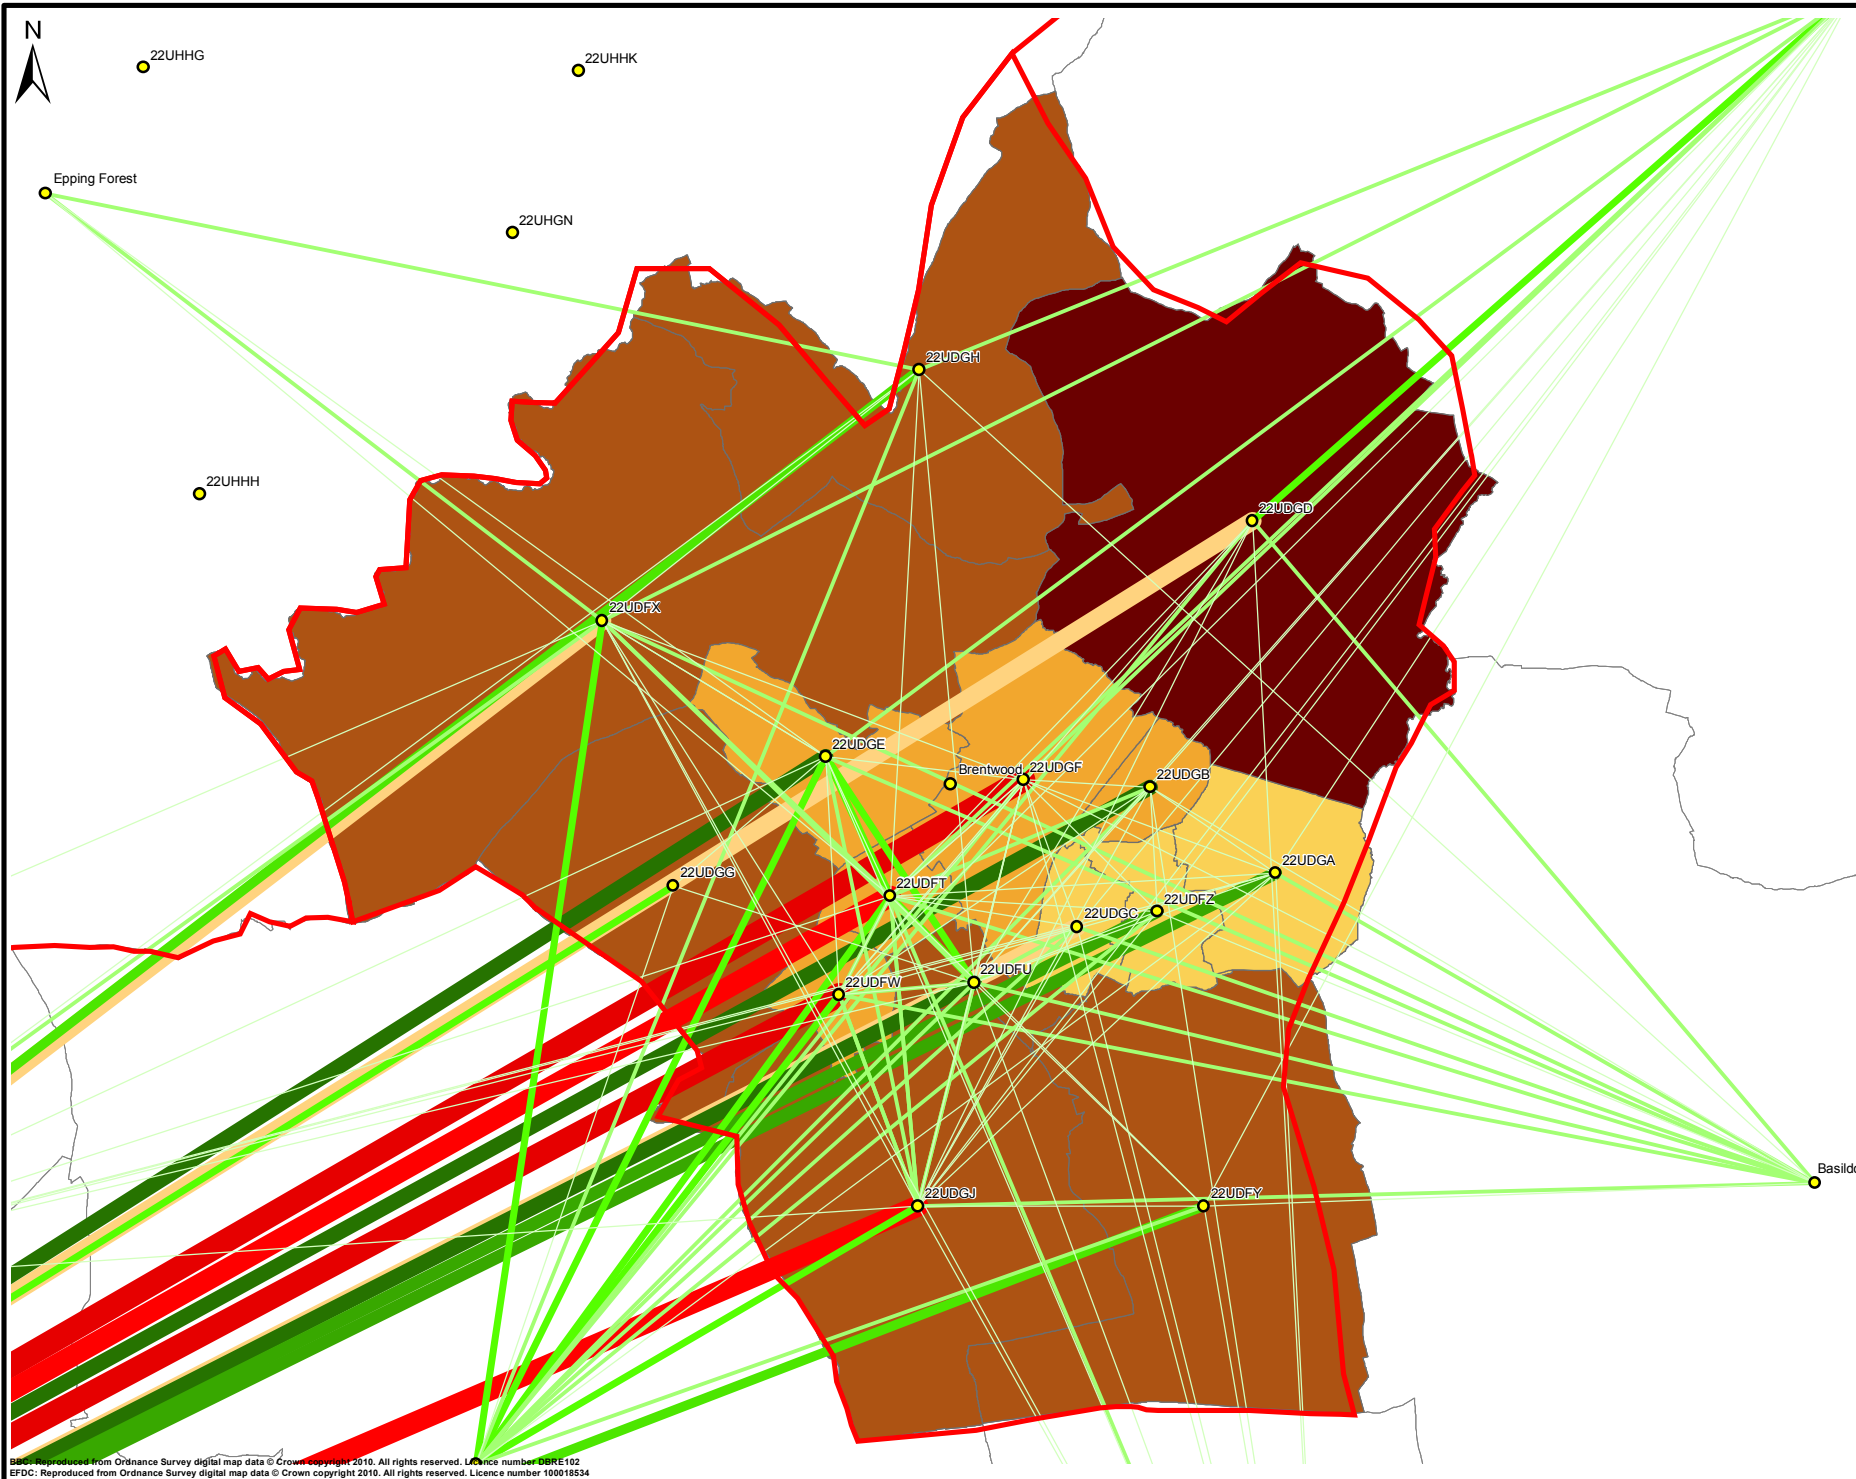 N
22UHHG
22UHHK
Epping Forest
22UHGN
22UDGH
22UHHH
22UDGD
22UDFX
22UDGE
Brentwood
22UDGF
22UDGB
22UDGG
22UDGA
22UDFT
22UDFZ
22UDGC
22UDFU
22UDFW
Basildo
22UDGJ
22UDFY
BBC: Reproduced from Ordnance Survey digital map data © Crown copyright 2010. All rights reserved. Licence number DBRE102
EFDC: Reproduced from Ordnance Survey digital map data © Crown copyright 2010. All rights reserved. Licence number 100018534